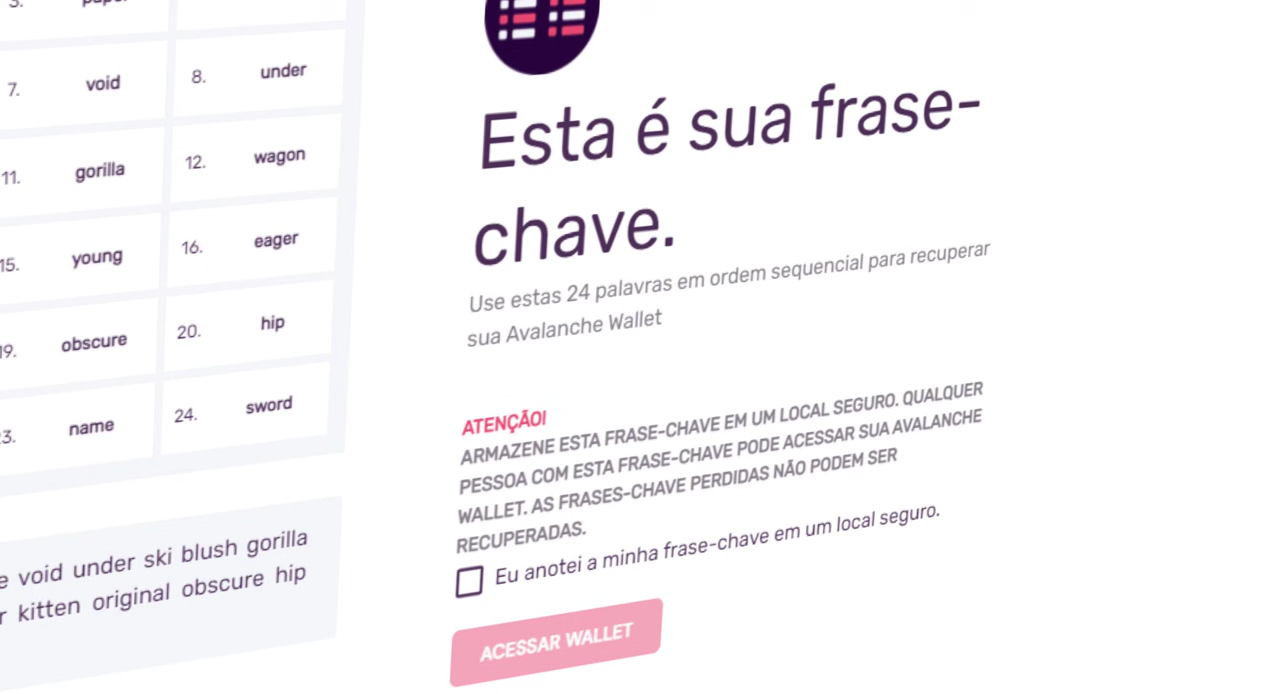 7. void 8. under
11. gorilla 12. wagon
15. young 16. eager
19. obscure 20. hip
name 24. sword
void under ski blush gorilla
kitten original obscure hip
Esta é sua frase-
chave.
Use estas 24 palavras em ordem sequencial para recuperar
sua Avalanche Wallet
ATENÇÃO!
ARMAZENE ESTA FRASE-CHAVE EM UM LOCAL SEGURO. QUALQUER
PESSOA COM ESTA FRASE-CHAVE PODE ACESSAR SUA AVALANCHE
WALLET. AS FRASES-CHAVE PERDIDAS NÃO PODEM SER
RECUPERADAS.
Eu anotei a minha frase-chave em um local seguro.
ACESSAR WALLET